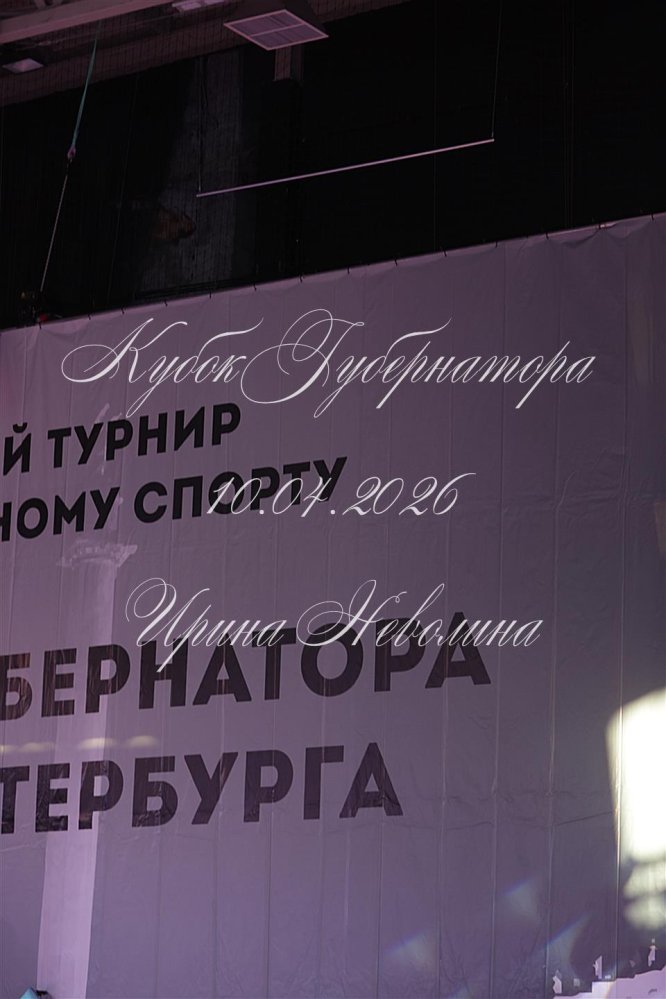 Кубок Губернатора
Й ТУРНИР
НОМУ СПОРТУ
10.04.2026
Ирина Неволина
БЕРНАТОРА
ТЕРБУРГА